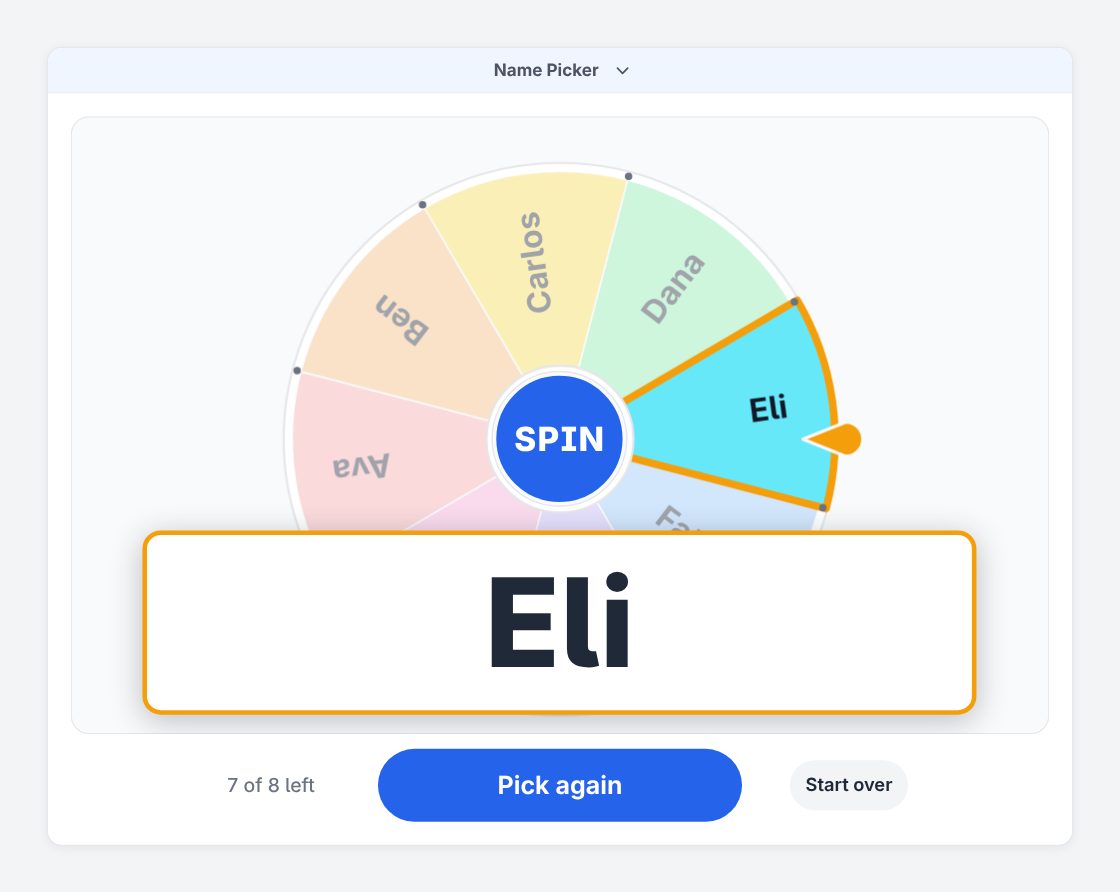 Name Picker
Carlos
Dana
Ben
Eli
SPIN
Ava
Eli
7 of 8 left
Pick again
Start over